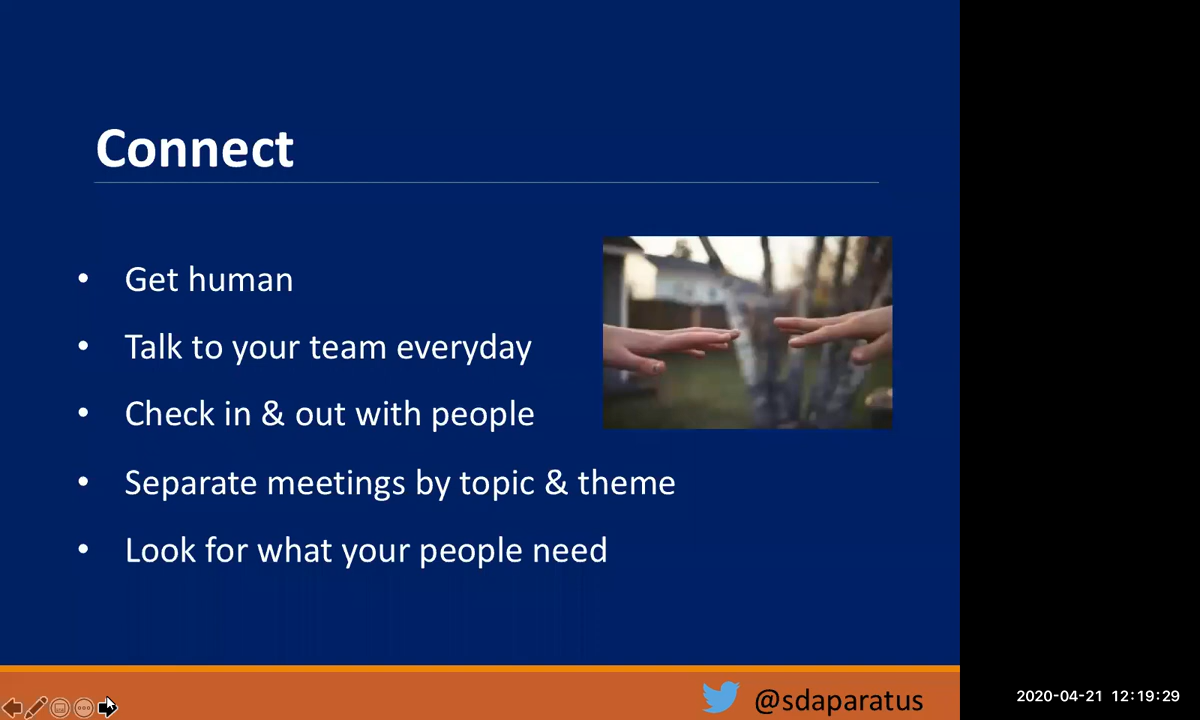 Connect
• Get human
• Talk to your team everyday
• Check in & out with people
• Separate meetings by topic & theme
• Look for what your people need
@sdaparatus
2020-04-21 12:19:29